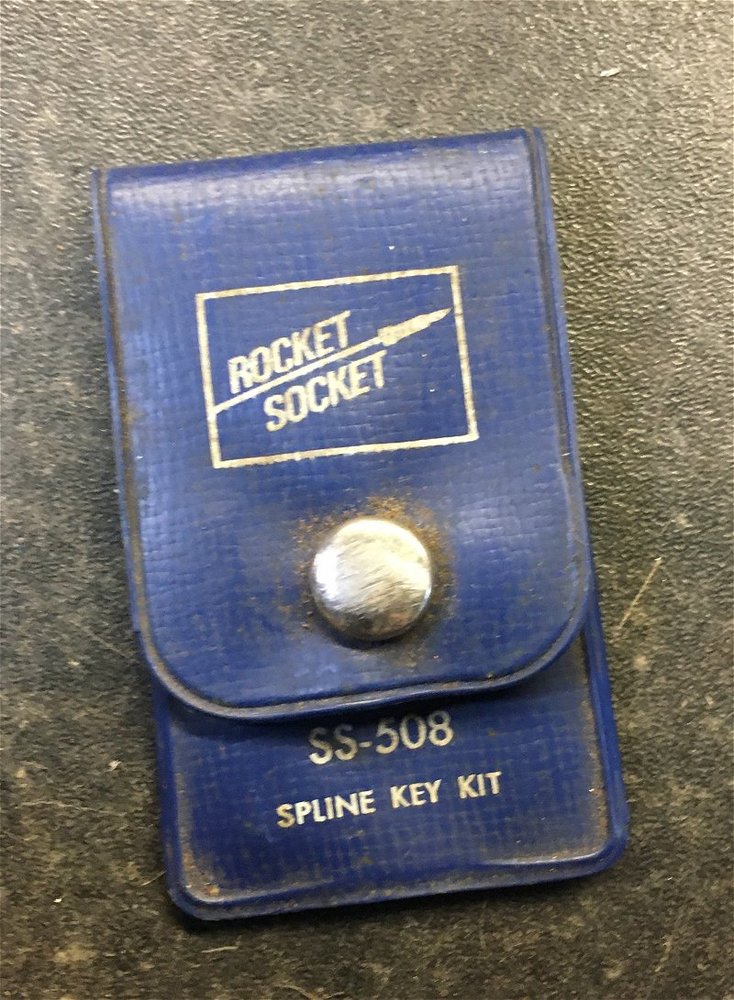 ROCKET
SOCKET
SS-508
SPLINE KEY KIT